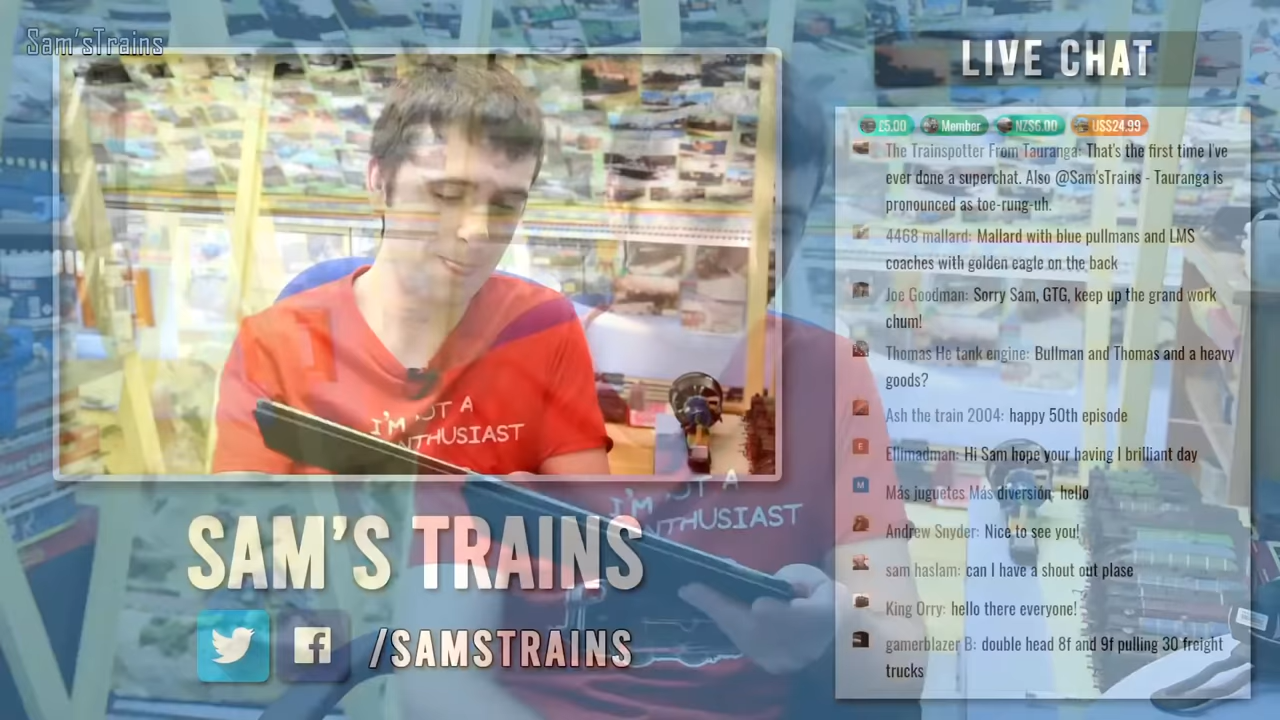 Sam'sTrains
LIVE CHAT
£5.00 Member NZ$6.00 US$24.99
The Trainspotter From Tauranga: That's the first time I've
ever done a superchat. Also @Sam'sTrains - Tauranga is
pronounced as toe-rung-uh.
4468 mallard: Mallard with blue pullmans and LMS
coaches with golden eagle on the back
Joe Goodman: Sorry Sam, GTG, keep up the grand work
chum!
Thomas He tank engine: Bullman and Thomas and a heavy
goods?
Ash the train 2004: happy 50th episode
E
Ellimadman: Hi Sam hope your having I brilliant day
M
Más juguetes Más diversión: hello
Andrew Snyder: Nice to see you!
sam haslam: can I have a shout out plase
King Orry: hello there everyone!
gamerblazer B: double head 8f and 9f pulling 30 freight
trucks
I'M OT A
NTHUSIAST
I'M OT A
NTHUSIAST
SAM'S TRAINS
/SAMSTRAINS